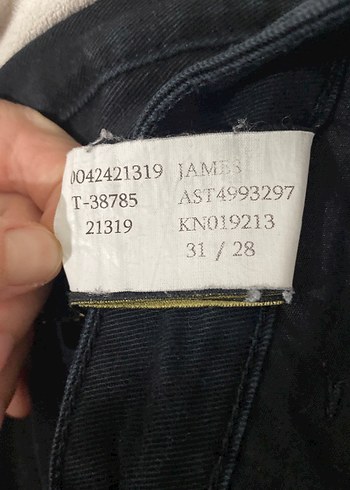 0042421319 JAMES
T-38785 AST4993297
21319 KN019213
31 / 28